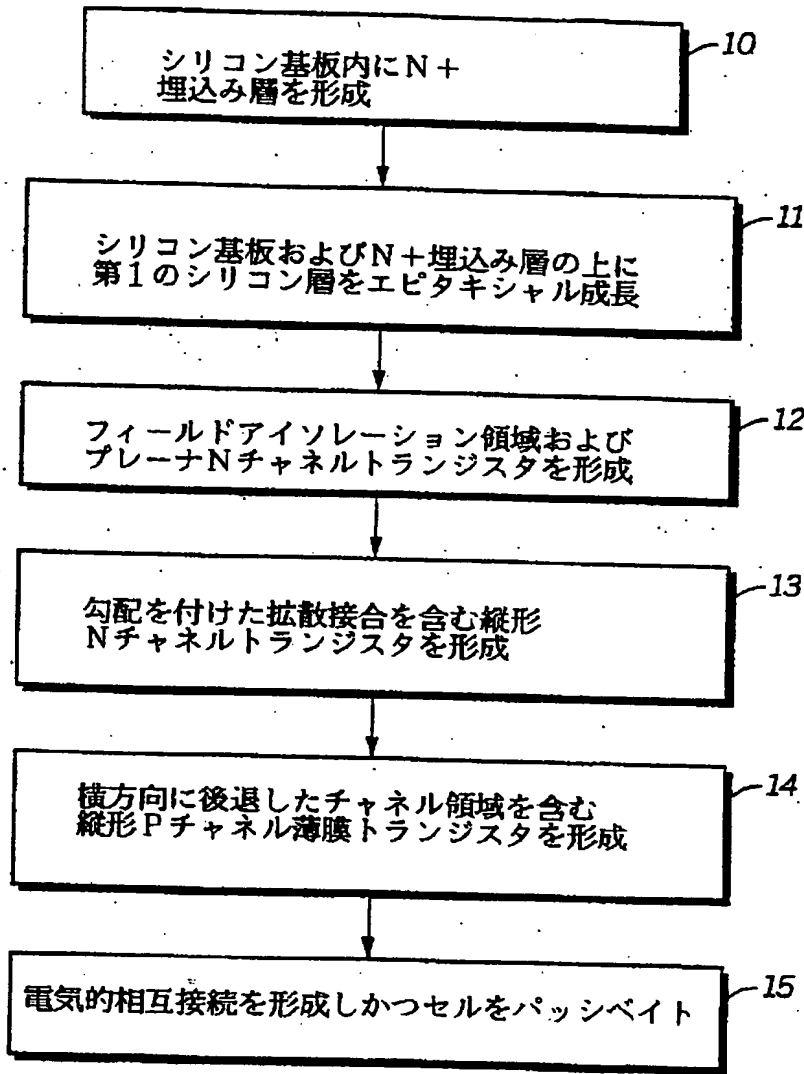 シリコン基板内にN+
埋込み層を形成
10
シリコン基板およびN+埋込み層の上に
第1のシリコン層をエピタキシャル成長
11
フィールドアイソレーション領域および
プレーナNチャネルトランジスタを形成
12
勾配を付けた拡散接合を含む縦形
Nチャネルトランジスタを形成
13
横方向に後退したチャネル領域を含む
縦形Pチャネル薄膜トランジスタを形成
14
電気的相互接続を形成しかつセルをパッシベイト
15